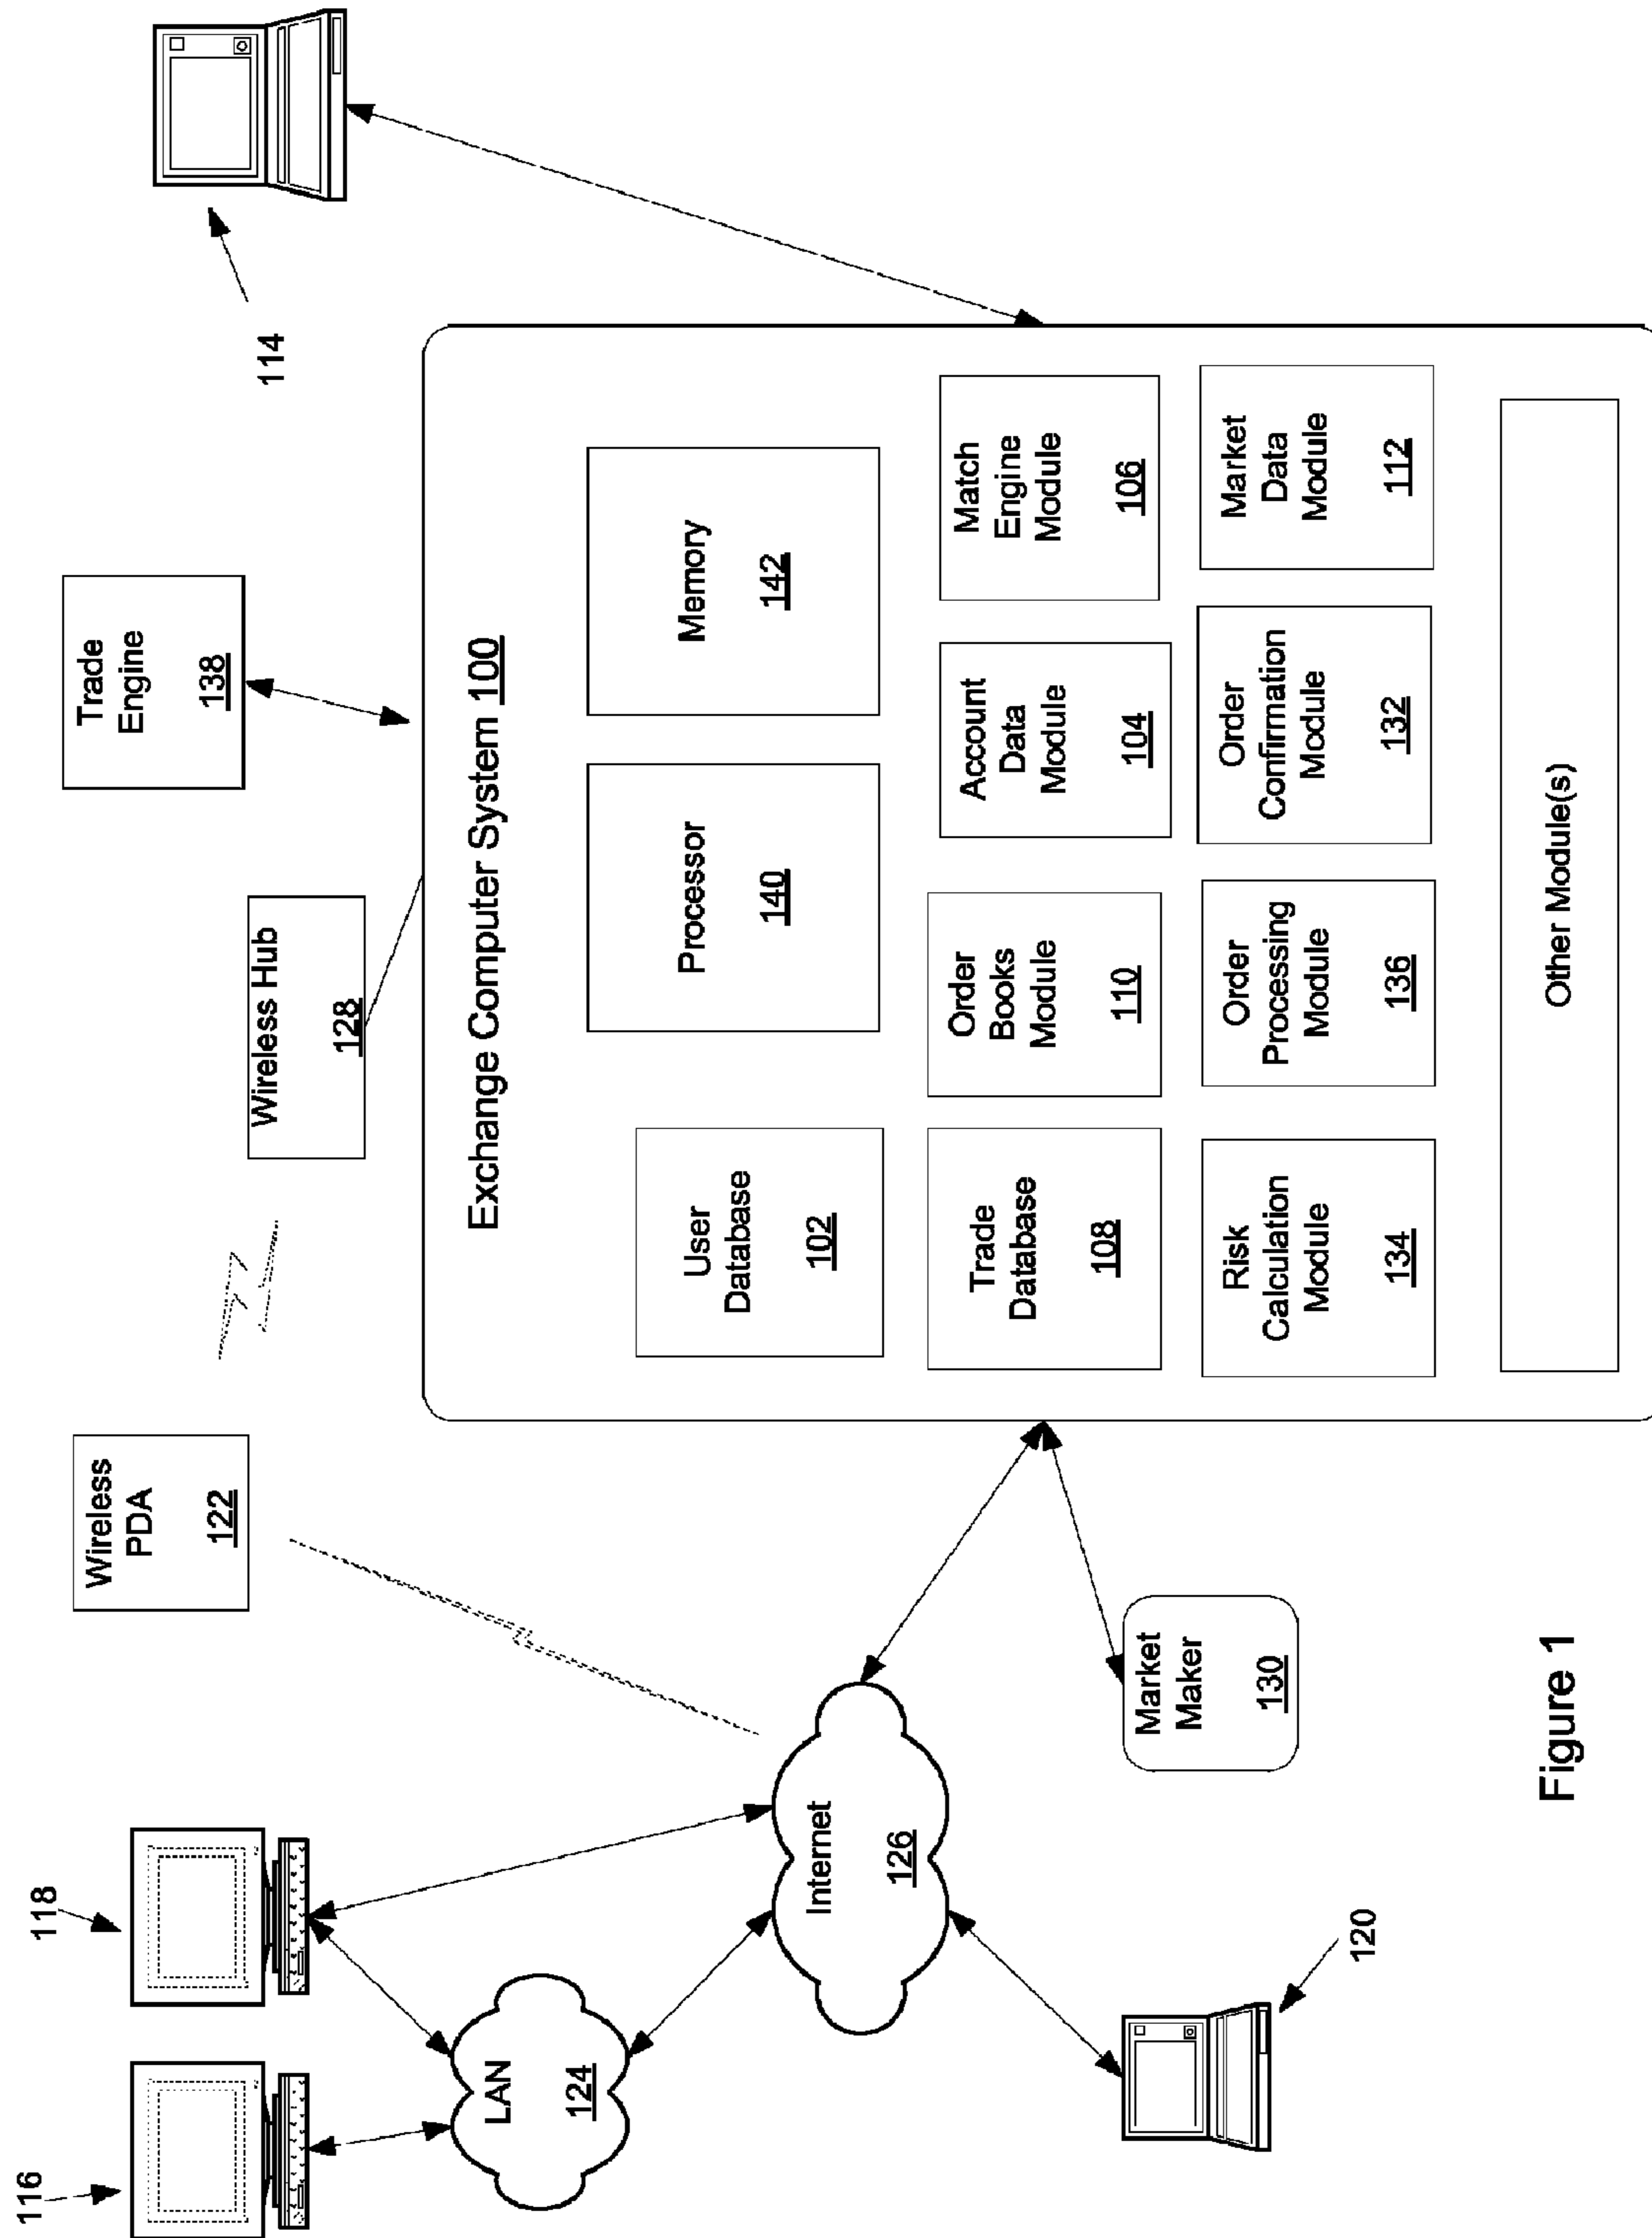 116
118
Wireless
PDA
122
Wireless Hub
128
Trade
Engine
138
114
LAN
124
Internet
126
120
Market
Maker
130
Exchange Computer System 100
User
Database
102
Processor
140
Memory
142
Trade
Database
108
Order
Books
Module
110
Account
Data
Module
104
Match
Engine
Module
106
Risk
Calculation
Module
134
Order
Processing
Module
136
Order
Confirmation
Module
132
Market
Data
Module
112
Other Module(s)
Figure 1